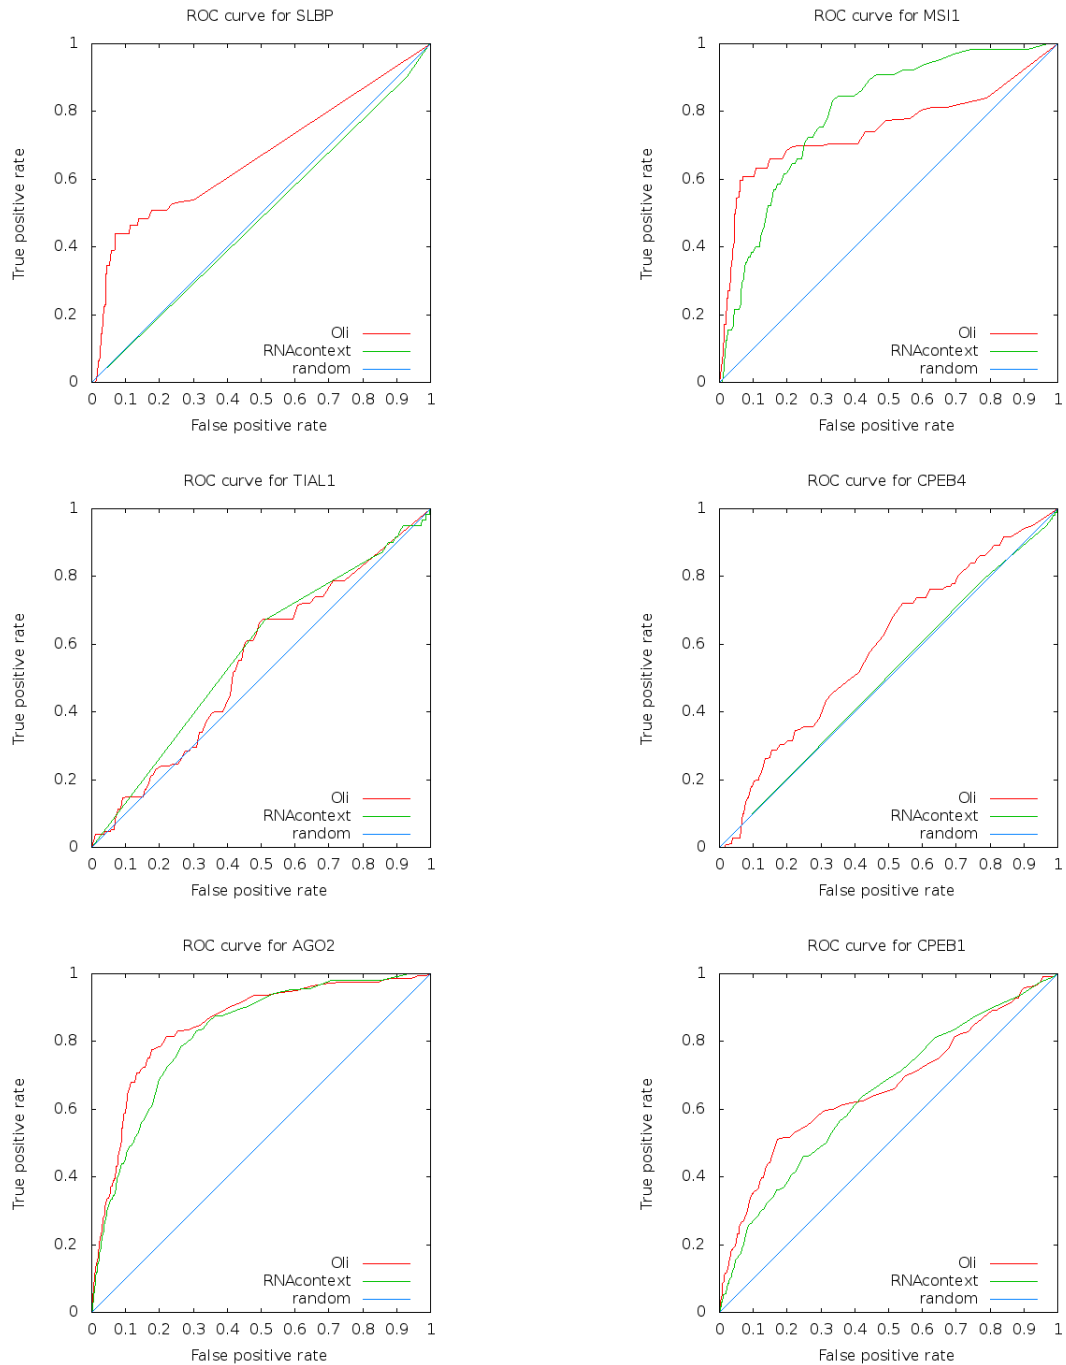 ROC curve for SLBP
1
0.8
0.6
0.4
0.2
0
True positive rate
Oli
RNAcontext
random
0 0.1 0.2 0.3 0.4 0.5 0.6 0.7 0.8 0.9 1
False positive rate
ROC curve for MSI1
1
0.8
0.6
0.4
0.2
0
True positive rate
Oli
RNAcontext
random
0 0.1 0.2 0.3 0.4 0.5 0.6 0.7 0.8 0.9 1
False positive rate
ROC curve for TIAL1
1
0.8
0.6
0.4
0.2
0
True positive rate
Oli
RNAcontext
random
0 0.1 0.2 0.3 0.4 0.5 0.6 0.7 0.8 0.9 1
False positive rate
ROC curve for CPEB4
1
0.8
0.6
0.4
0.2
0
True positive rate
Oli
RNAcontext
random
0 0.1 0.2 0.3 0.4 0.5 0.6 0.7 0.8 0.9 1
False positive rate
ROC curve for AGO2
1
0.8
0.6
0.4
0.2
0
True positive rate
Oli
RNAcontext
random
0 0.1 0.2 0.3 0.4 0.5 0.6 0.7 0.8 0.9 1
False positive rate
ROC curve for CPEB1
1
0.8
0.6
0.4
0.2
0
True positive rate
Oli
RNAcontext
random
0 0.1 0.2 0.3 0.4 0.5 0.6 0.7 0.8 0.9 1
False positive rate